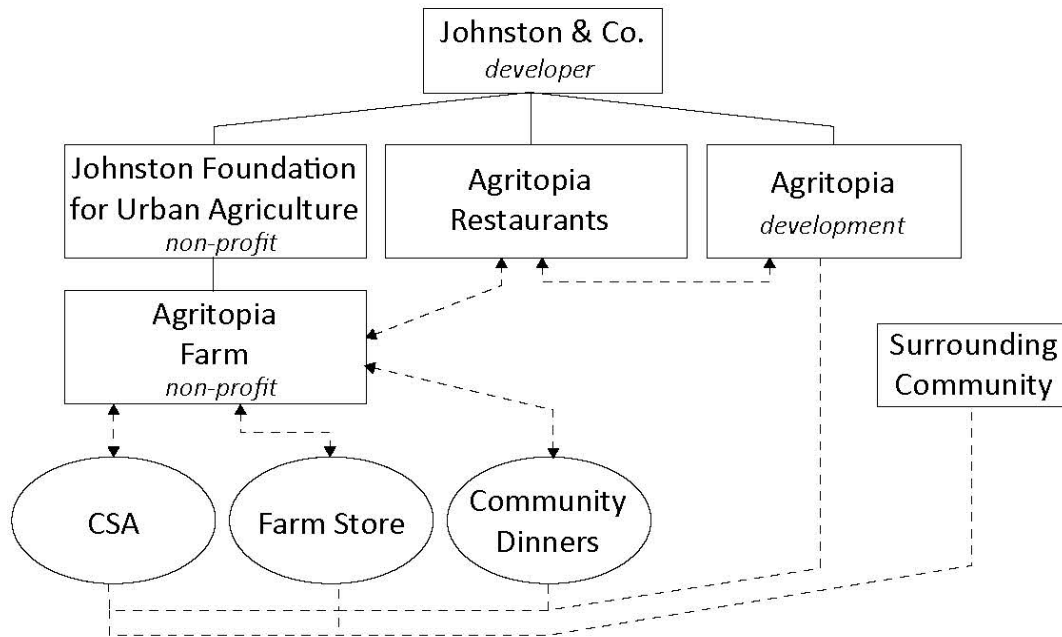 Johnston & Co.
developer
Johnston Foundation
for Urban Agriculture
non-profit
Agritopia
Restaurants
Agritopia
development
Agritopia
Farm
non-profit
Surrounding
Community
CSA
Farm Store
Community
Dinners